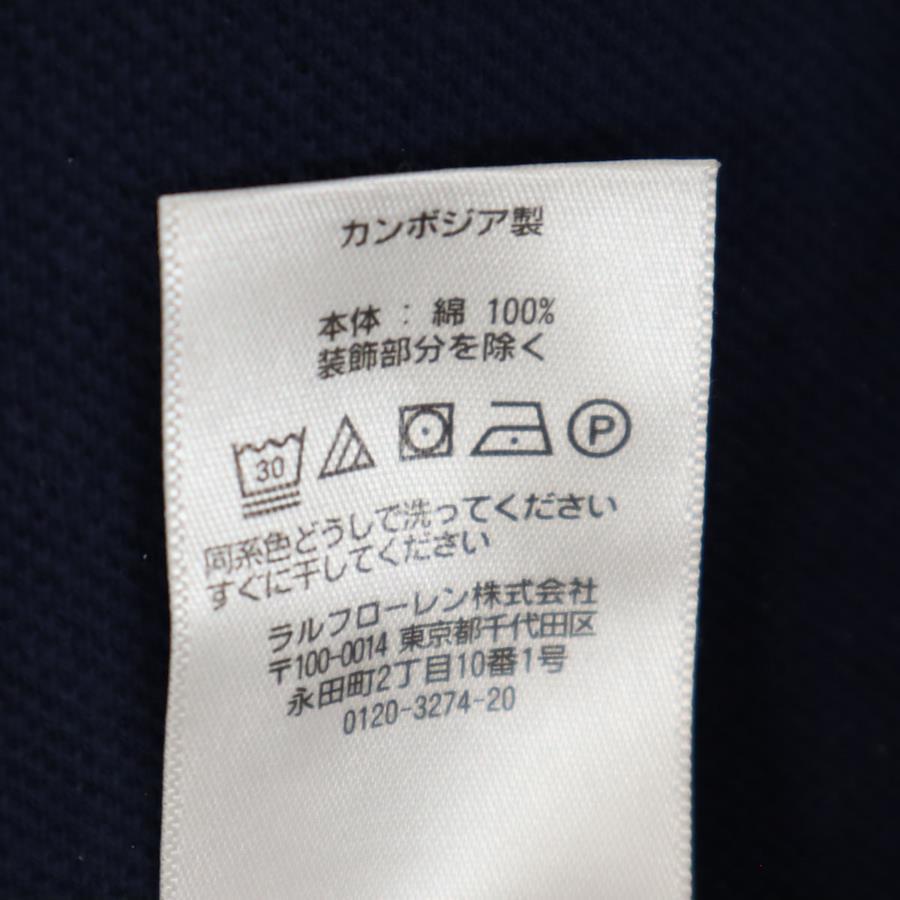 カンボジア製
本体 : 綿 100%
装飾部分を除く
30 P
同系色どうしで洗ってください
すぐに干してください
ラルフローレン株式会社
〒100-0014 東京都千代田区
永田町2丁目10番1号
0120-3274-20